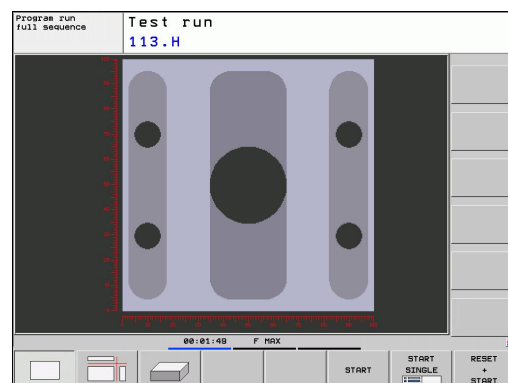 Program run
full sequence
Test run
113.H
00:01:49 F MAX
START
START
SINGLE
RESET
+
START